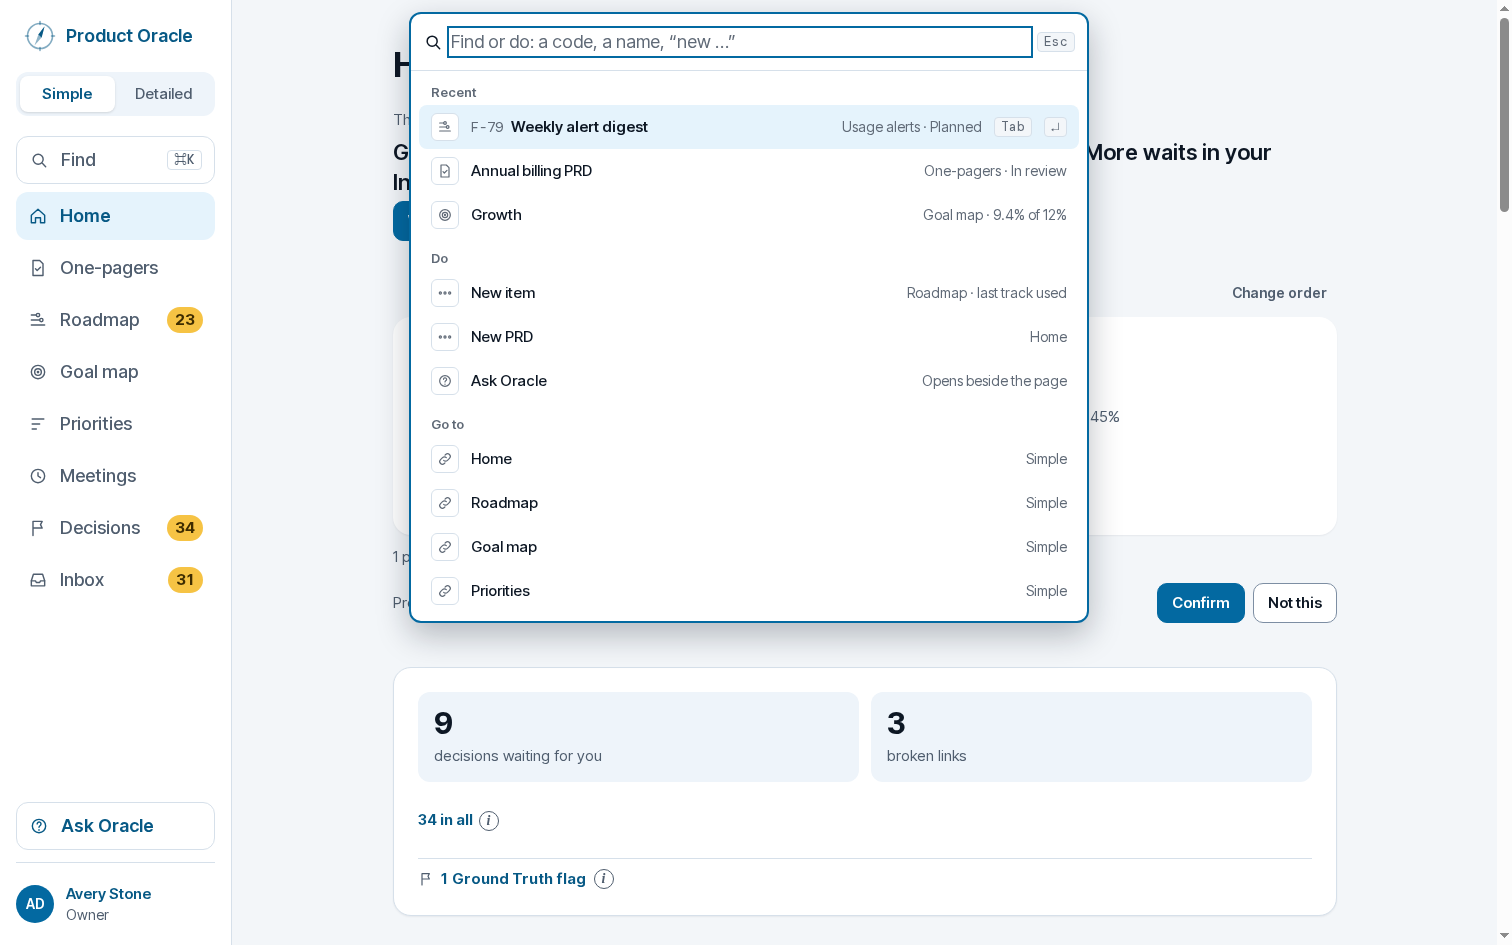 Product Oracle
Simple
Detailed
Find
⌘K
Home
One-pagers
Roadmap
23
Goal map
Priorities
Meetings
Decisions
34
Inbox
31
Ask Oracle
AD
Avery Stone
Owner
Find or do: a code, a name, “new …”
Esc
Recent
F-79 Weekly alert digest
Usage alerts · Planned
Tab
↵
Annual billing PRD
One-pagers · In review
Growth
Goal map · 9.4% of 12%
Do
New item
Roadmap · last track used
New PRD
Home
Ask Oracle
Opens beside the page
Go to
Home
Simple
Roadmap
Simple
Goal map
Simple
Priorities
Simple
More waits in your
Change order
45%
Confirm
Not this
9
decisions waiting for you
3
broken links
34 in all
i
1 Ground Truth flag
i